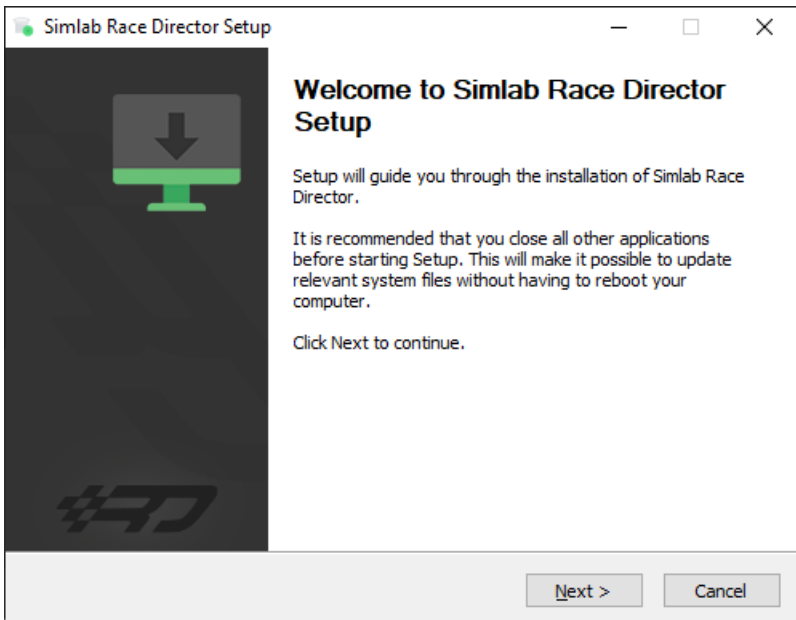 Simlab Race Director Setup
Welcome to Simlab Race Director
Setup
Setup will guide you through the installation of Simlab Race
Director.
It is recommended that you close all other applications
before starting Setup. This will make it possible to update
relevant system files without having to reboot your
computer.
Click Next to continue.
RD
Next >
Cancel